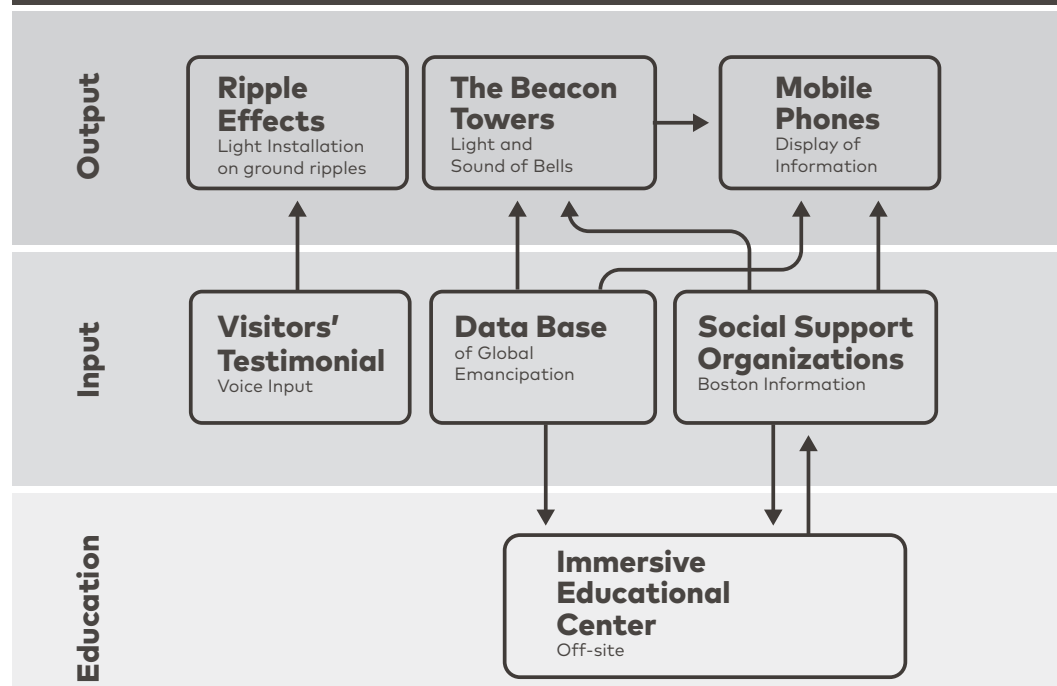 Output
Ripple
Effects
Light Installation
on ground ripples
The Beacon
Towers
Light and
Sound of Bells
Mobile
Phones
Display of
Information
Input
Visitors’
Testimonial
Voice Input
Data Base
of Global
Emancipation
Social Support
Organizations
Boston Information
Education
Immersive
Educational
Center
Off-site